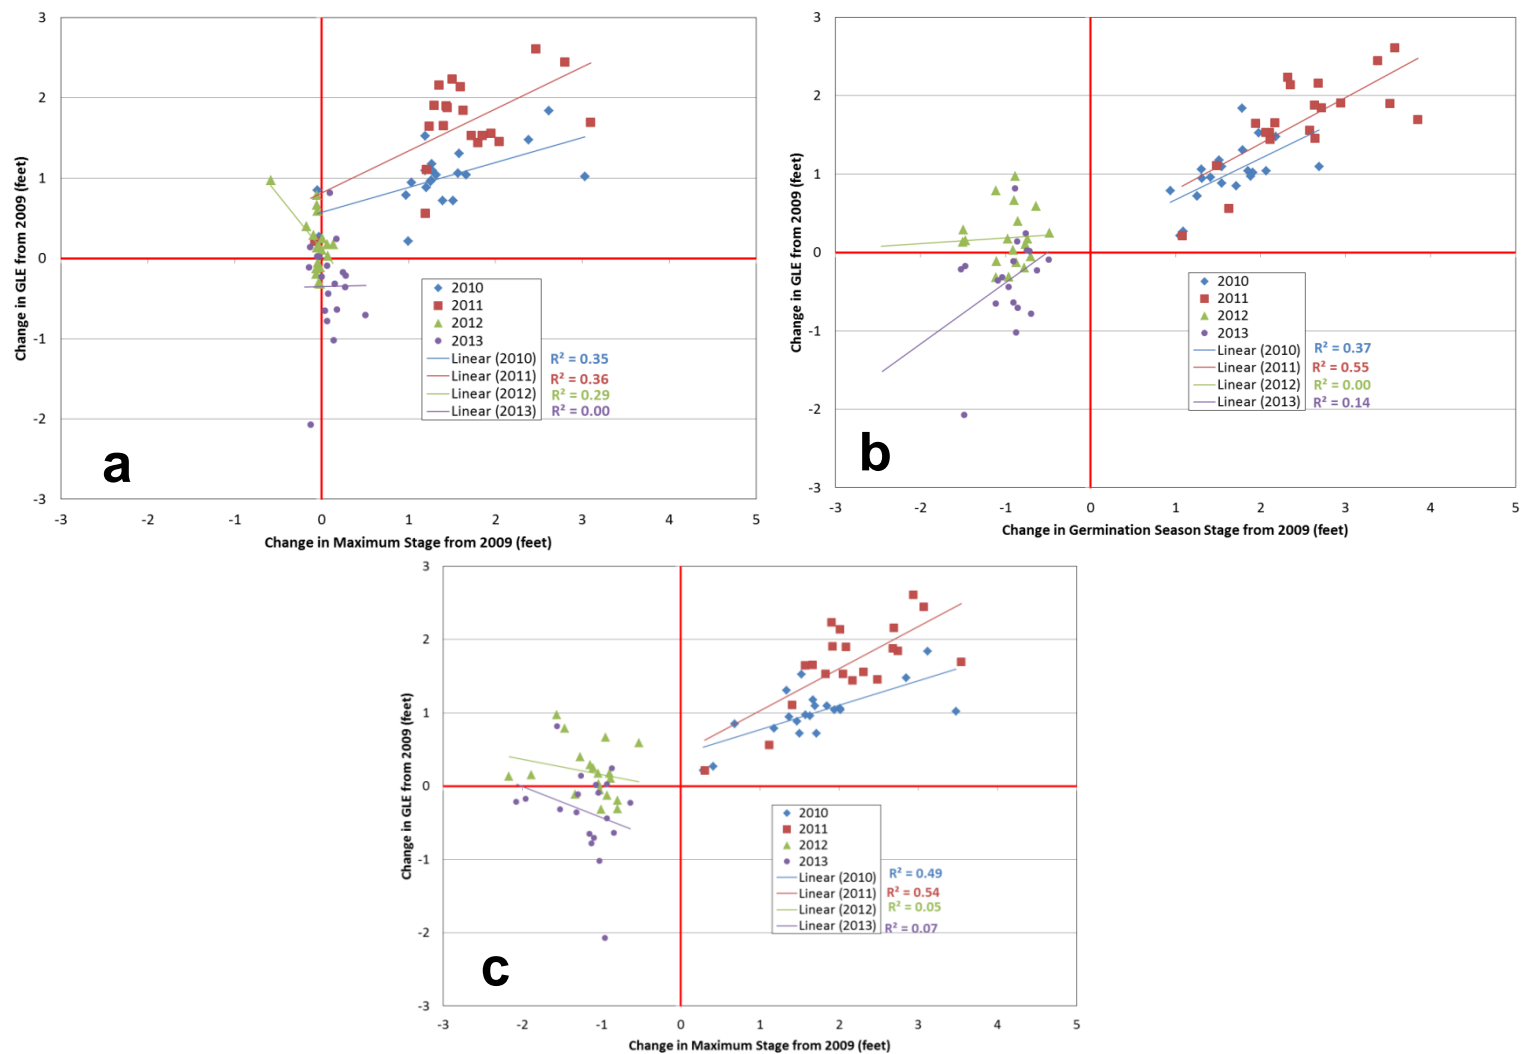 3
2
1
0
-1
-2
-3
-3
-2
-1
0
1
2
3
4
5
Change in GLE from 2009 (feet)
Change in Maximum Stage from 2009 (feet)
2010
2011
2012
2013
Linear (2010) R² = 0.35
Linear (2011) R² = 0.36
Linear (2012) R² = 0.29
Linear (2013) R² = 0.00
a
3
2
1
0
-1
-2
-3
-3
-2
-1
0
1
2
3
4
5
Change in GLE from 2009 (feet)
Change in Germination Season Stage from 2009 (feet)
2010
2011
2012
2013
Linear (2010) R² = 0.37
Linear (2011) R² = 0.55
Linear (2012) R² = 0.00
Linear (2013) R² = 0.14
b
3
2
1
0
-1
-2
-3
-3
-2
-1
0
1
2
3
4
5
Change in GLE from 2009 (feet)
Change in Maximum Stage from 2009 (feet)
2010
2011
2012
2013
Linear (2010) R² = 0.49
Linear (2011) R² = 0.54
Linear (2012) R² = 0.05
Linear (2013) R² = 0.07
c